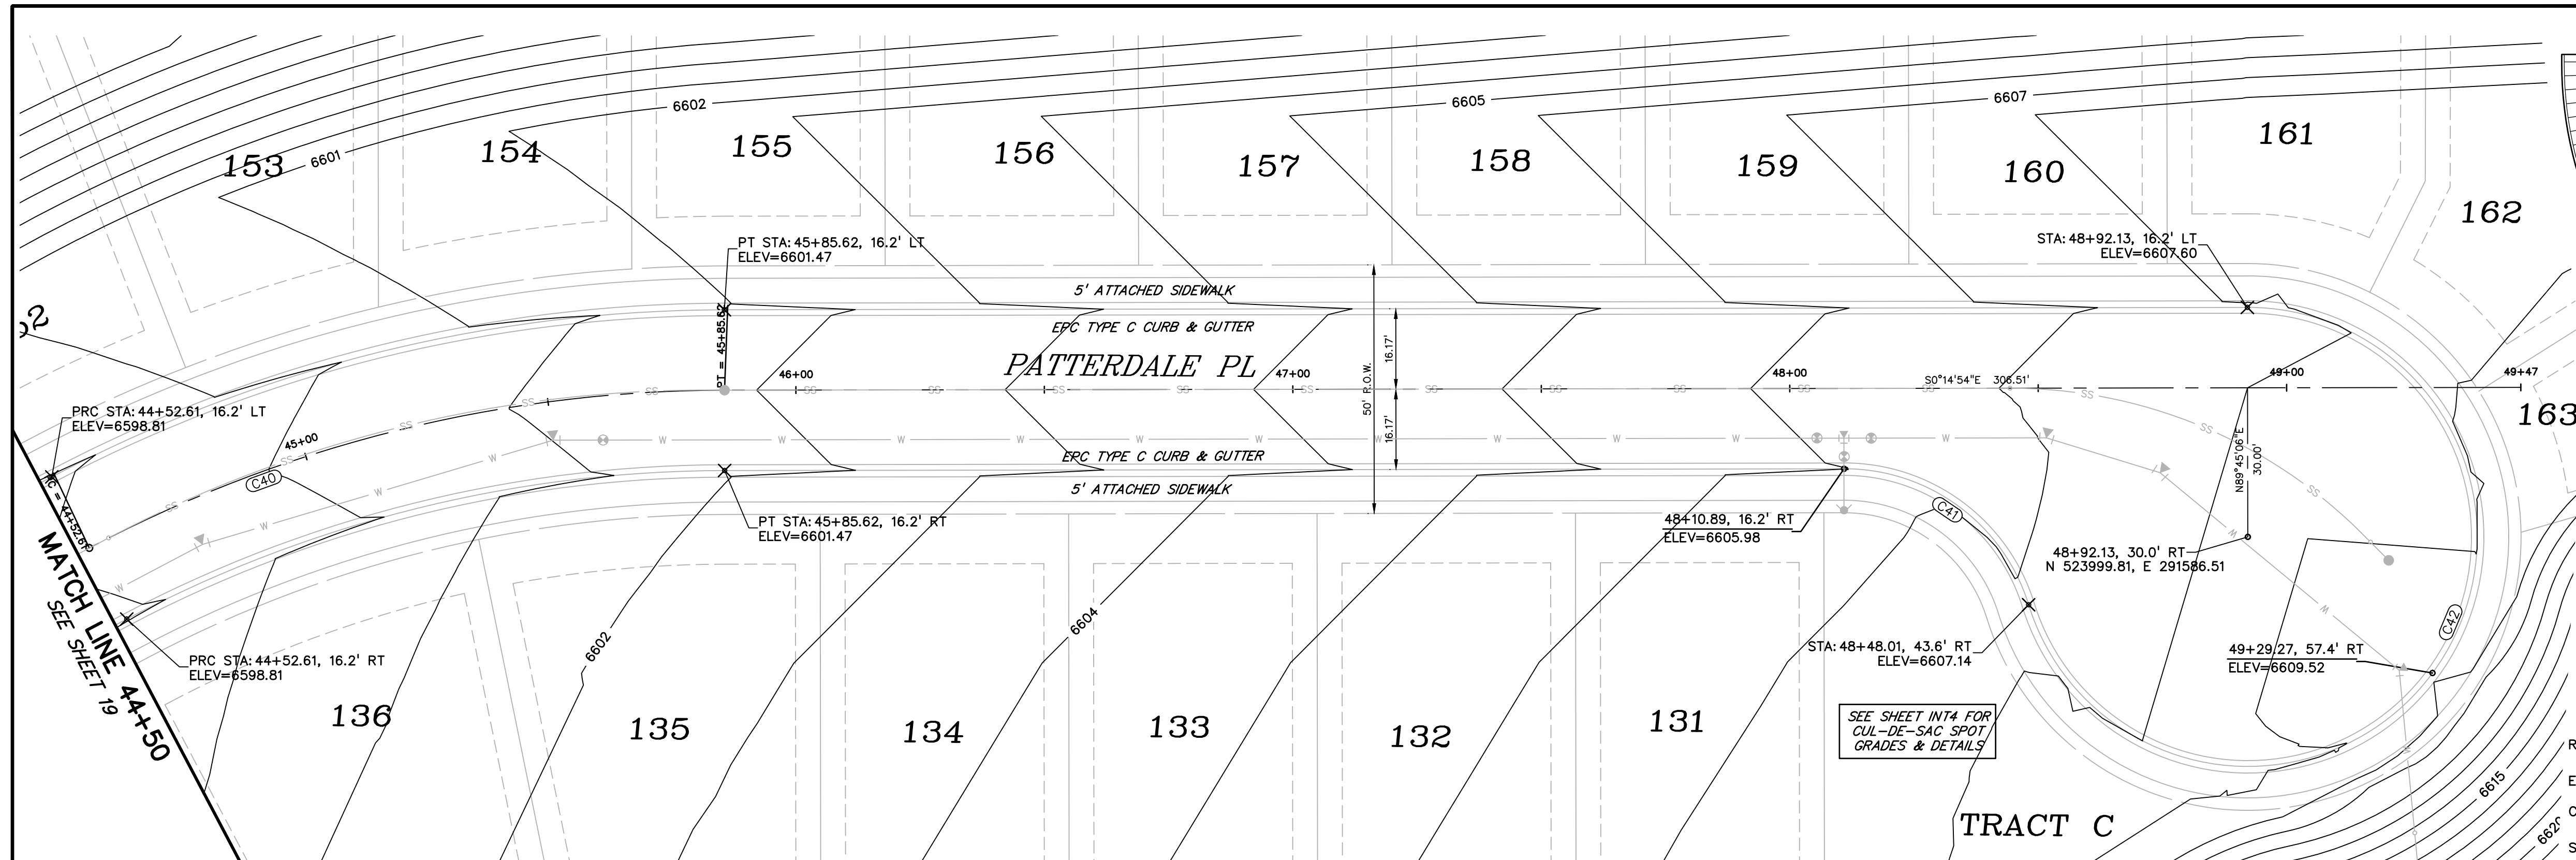 6602
6605
6607
153
6601
154
155
156
157
158
159
160
161
162
PT STA: 45+85.62, 16.2' LT
ELEV=6601.47
STA: 48+92.13, 16.2' LT
ELEV=6607.60
5' ATTACHED SIDEWALK
EPC TYPE C CURB & GUTTER
PATTERDALE PL
PT = 45+85.62
46+00
47+00
48+00
S0°14'54"E 306.51'
49+00
49+47
163
16.17'
50' R.O.W.
16.17'
PRC STA: 44+52.61, 16.2' LT
ELEV=6598.81
45+00
C40
SS
W
EPC TYPE C CURB & GUTTER
5' ATTACHED SIDEWALK
N89°45'06"E
30.00'
C41
PT STA: 45+85.62, 16.2' RT
ELEV=6601.47
48+10.89, 16.2' RT
ELEV=6605.98
48+92.13, 30.0' RT
N 523999.81, E 291586.51
MATCH LINE 44+50
SEE SHEET 19
PRC STA: 44+52.61, 16.2' RT
ELEV=6598.81
6602
6604
STA: 48+48.01, 43.6' RT
ELEV=6607.14
49+29.27, 57.4' RT
ELEV=6609.52
C42
136
135
134
133
132
131
SEE SHEET INT4 FOR
CUL-DE-SAC SPOT
GRADES & DETAILS
TRACT C
6615